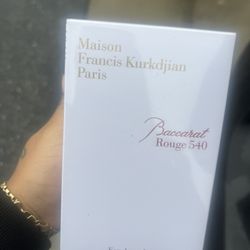 Maison
Francis Kurkdjian
Paris
Baccarat
Rouge 540